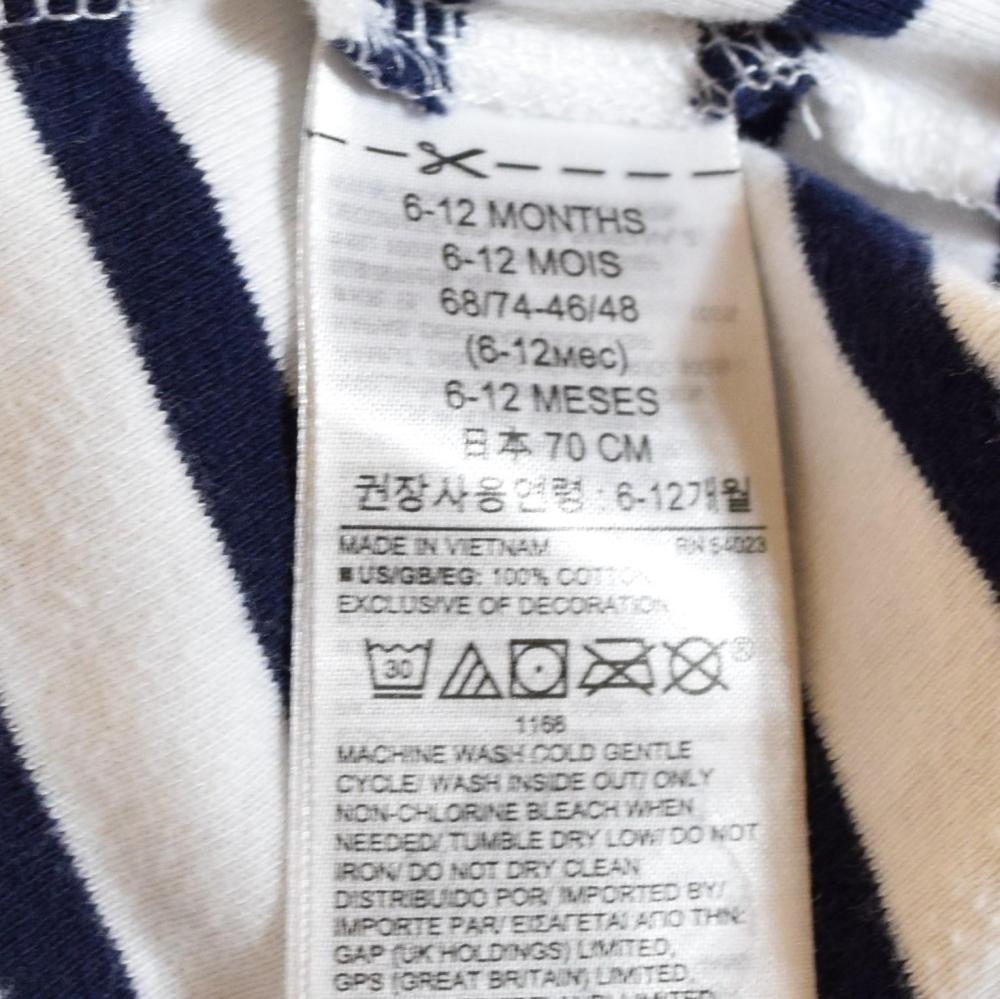 6-12 MONTHS
6-12 MOIS
68/74-46/48
(6-12мес)
6-12 MESES
日本 70 CM
권장사용연령 : 6-12개월
MADE IN VIETNAM RN 54023
■ US/GB/EG: 100% COTTON
EXCLUSIVE OF DECORATION
30
®
1166
MACHINE WASH COLD GENTLE
CYCLE/ WASH INSIDE OUT/ ONLY
NON-CHLORINE BLEACH WHEN
NEEDED/ TUMBLE DRY LOW/ DO NOT
IRON/ DO NOT DRY CLEAN
DISTRIBUIDO POR/ IMPORTED BY/
IMPORTE PAR/ ΕΙΣΑΓΕΤΑΙ ΑΠΟ ΤΗΝ:
GAP (UK HOLDINGS) LIMITED,
GPS (GREAT BRITAIN) LIMITED,